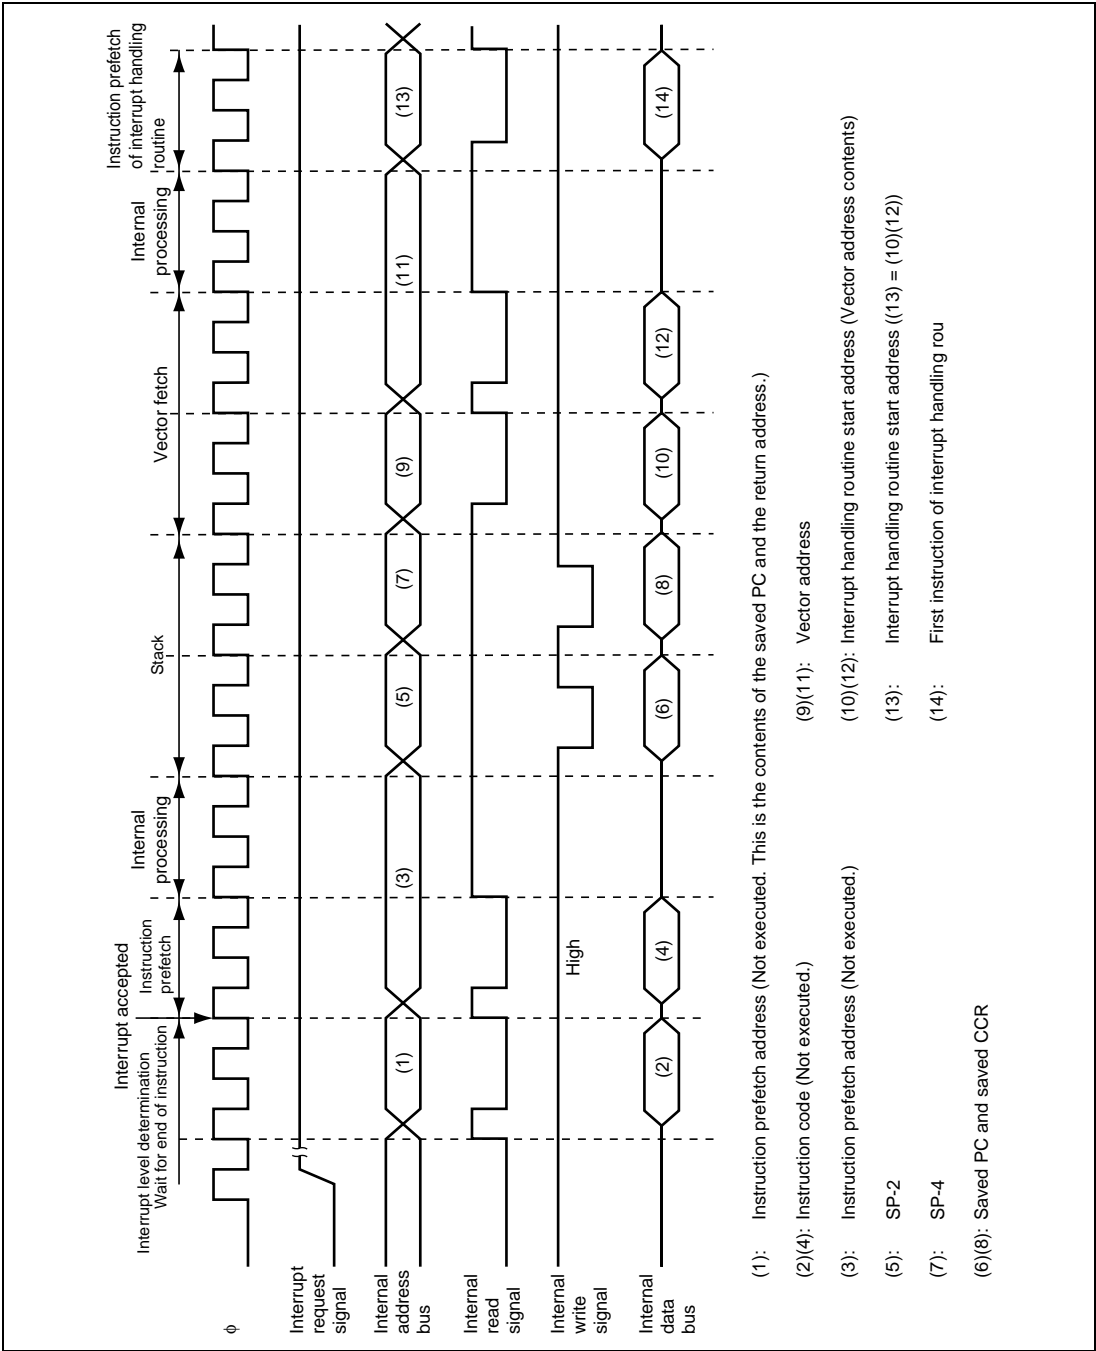 Interrupt accepted
Interrupt level determination
Wait for end of instruction
Instruction
prefetch
Internal
processing
Stack
Vector fetch
Internal
processing
Instruction prefetch
of interrupt handling
routine
φ
Interrupt
request
signal
Internal
address
bus
(1)
(3)
(5)
(7)
(9)
(11)
(13)
Internal
read
signal
Internal
write
signal
High
Internal
data
bus
(2)
(4)
(6)
(8)
(10)
(12)
(14)
(1): Instruction prefetch address (Not executed. This is the contents of the saved PC and the return address.)
(2)(4): Instruction code (Not executed.)
(3): Instruction prefetch address (Not executed.)
(5): SP-2
(7): SP-4
(6)(8): Saved PC and saved CCR
(9)(11): Vector address
(10)(12): Interrupt handling routine start address (Vector address contents)
(13): Interrupt handling routine start address ((13) = (10)(12))
(14): First instruction of interrupt handling rou